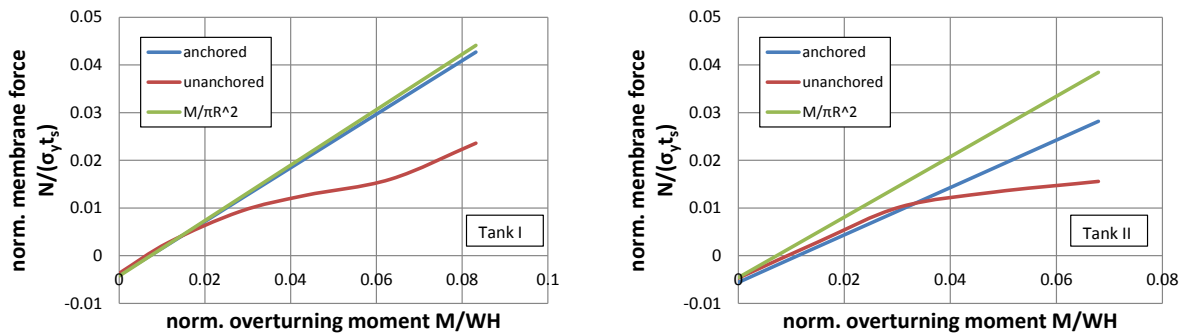 norm. membrane force
N/(σyts)
0.05
0.04
0.03
0.02
0.01
0
-0.01
anchored
unanchored
M/πR^2
Tank I
0 0.02 0.04 0.06 0.08 0.1
norm. overturning moment M/WH
norm. membrane force
N/(σyts)
0.05
0.04
0.03
0.02
0.01
0
-0.01
anchored
unanchored
M/πR^2
Tank II
0 0.02 0.04 0.06 0.08
norm. overturning moment M/WH